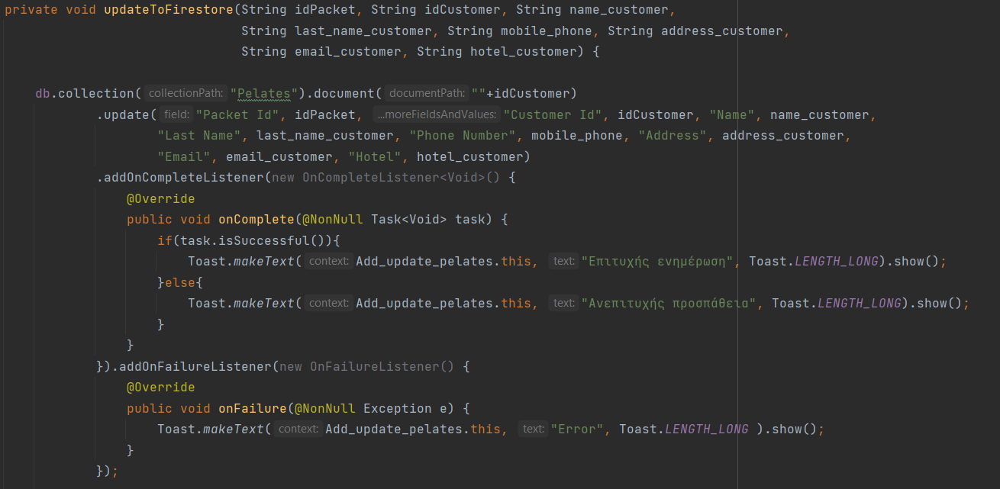 private void updateToFirestore(String idPacket, String idCustomer, String name_customer,
String last_name_customer, String mobile_phone, String address_customer,
String email_customer, String hotel_customer) {
db.collection( collectionPath: "Pelates").document( documentPath: ""+idCustomer)
.update( field: "Packet Id", idPacket, ...moreFieldsAndValues: "Customer Id", idCustomer, "Name", name_customer,
"Last Name", last_name_customer, "Phone Number", mobile_phone, "Address", address_customer,
"Email", email_customer, "Hotel", hotel_customer)
.addOnCompleteListener(new OnCompleteListener<Void>() {
@Override
public void onComplete(@NonNull Task<Void> task) {
if(task.isSuccessful()){
Toast.makeText( context: Add_update_pelates.this, text: "Επιτυχής ενημέρωση", Toast.LENGTH_LONG).show();
}else{
Toast.makeText( context: Add_update_pelates.this, text: "Ανεπιτυχής προσπάθεια", Toast.LENGTH_LONG).show();
}
}
}).addOnFailureListener(new OnFailureListener() {
@Override
public void onFailure(@NonNull Exception e) {
Toast.makeText( context: Add_update_pelates.this, text: "Error", Toast.LENGTH_LONG ).show();
}
});